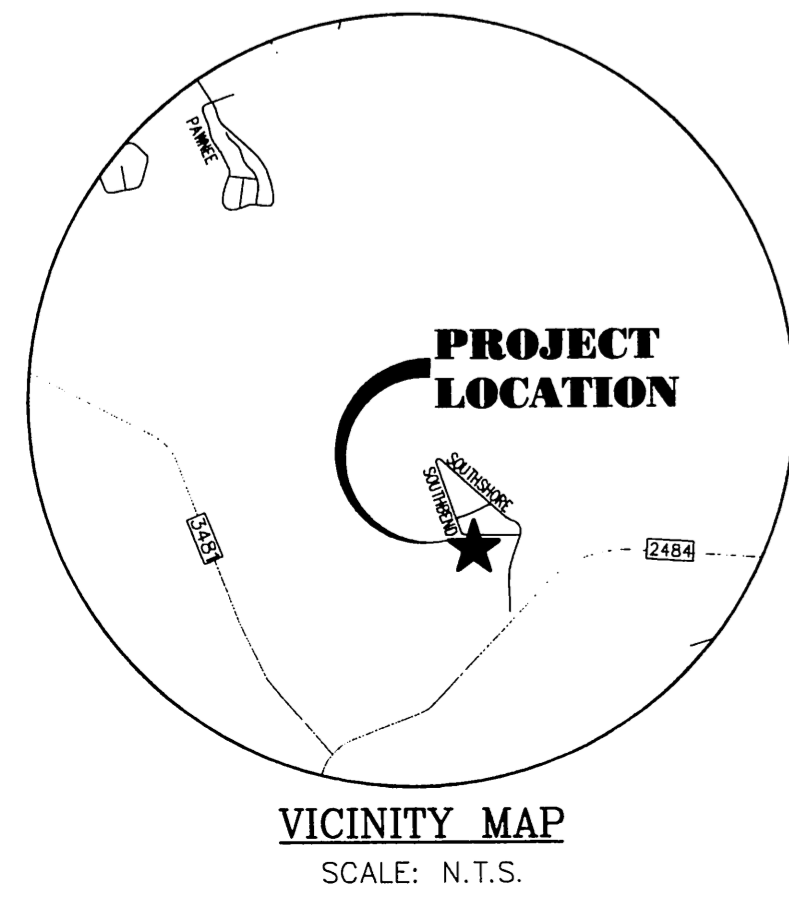 PAWNEE
PROJECT
LOCATION
SOUTHSHORE
SOUTHBEND
3481
2484
VICINITY MAP
SCALE: N.T.S.